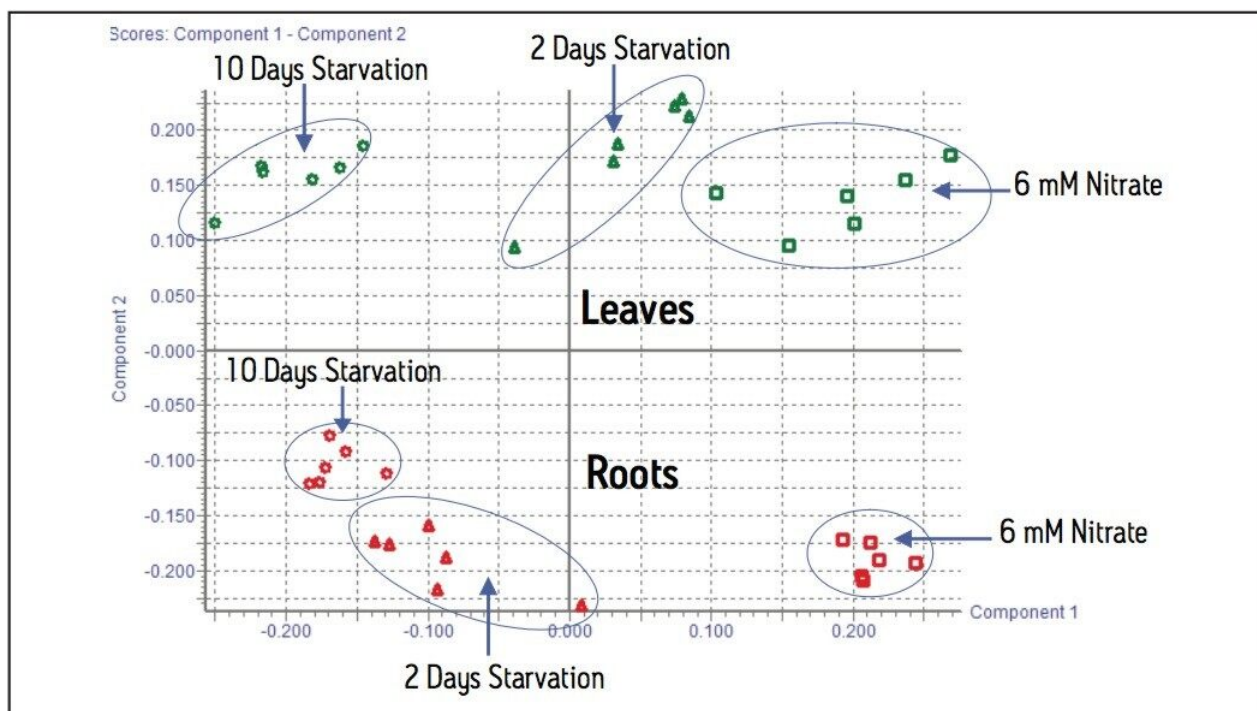 Scores: Component 1 - Component 2
10 Days Starvation
2 Days Starvation
6 mM Nitrate
0.200
0.150
0.100
0.050
-0.000
-0.050
-0.100
-0.150
-0.200
Component 2
Leaves
10 Days Starvation
Roots
6 mM Nitrate
Component 1
-0.200
-0.100
0.000
0.100
0.200
2 Days Starvation